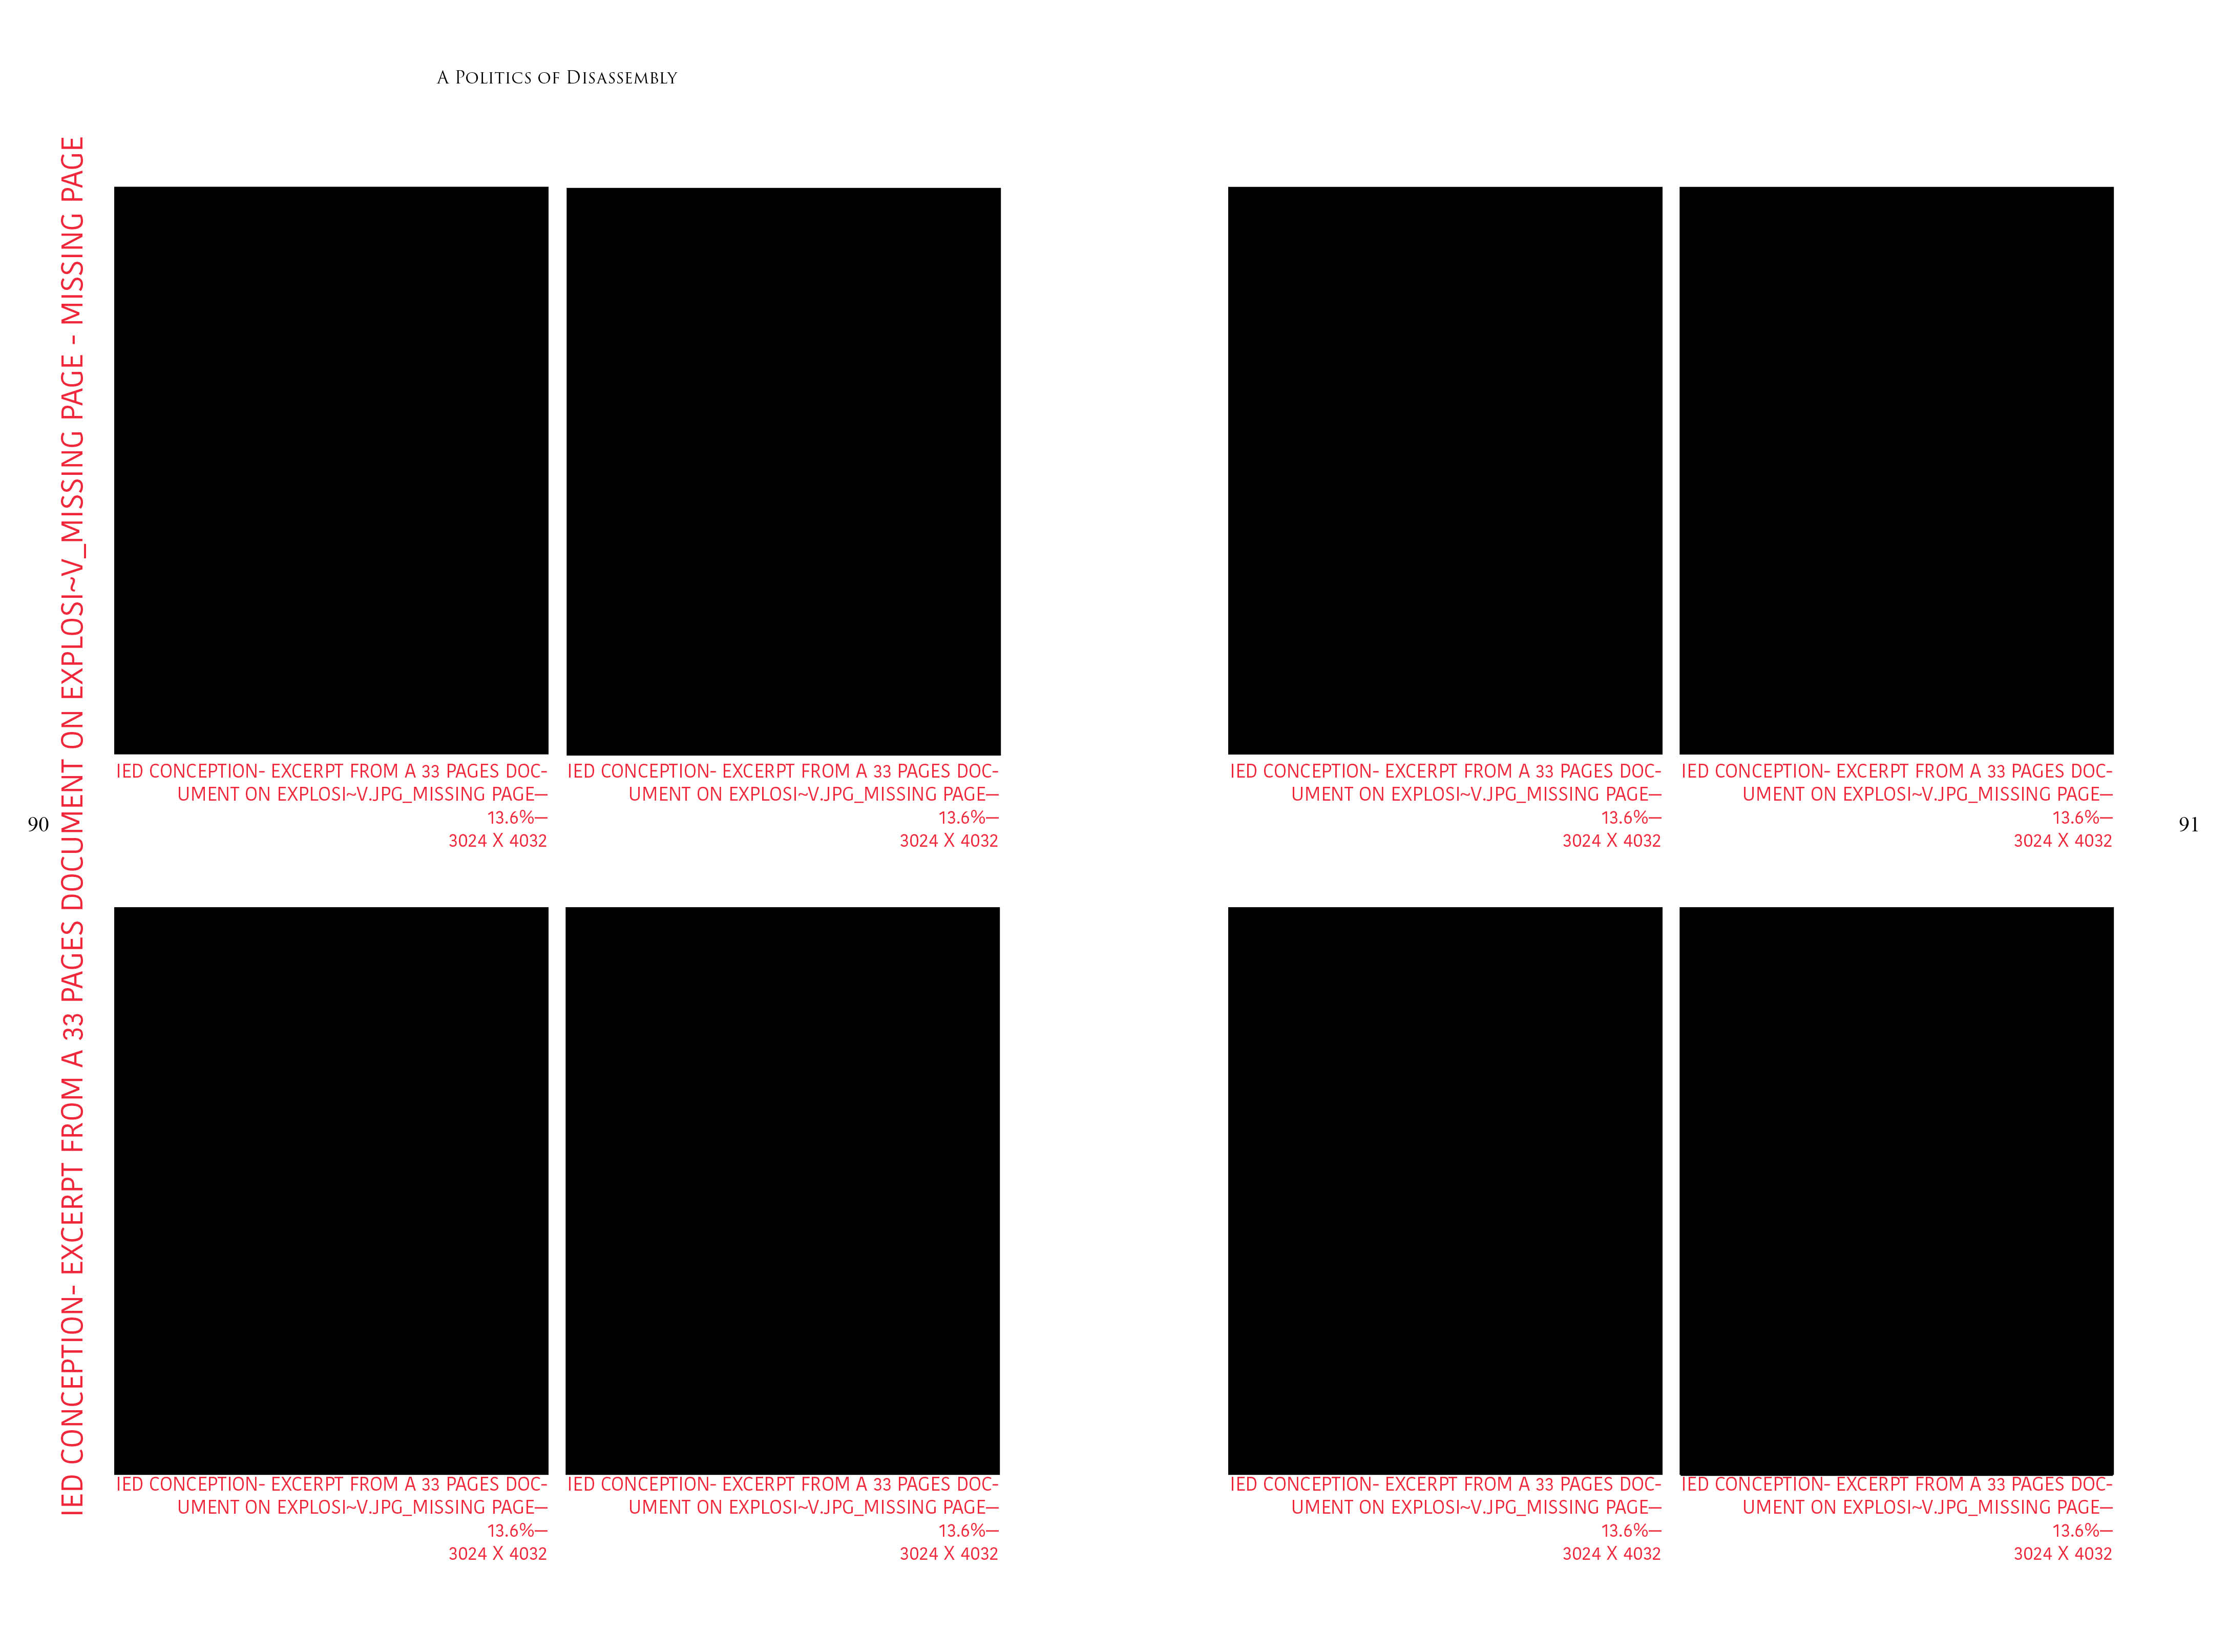 A Politics of Disassembly
IED CONCEPTION- EXCERPT FROM A 33 PAGES DOCUMENT ON EXPLOSI~V_MISSING PAGE - MISSING PAGE
IED CONCEPTION- EXCERPT FROM A 33 PAGES DOC-
UMENT ON EXPLOSI~V.JPG_MISSING PAGE—
13.6%—
3024 X 4032
IED CONCEPTION- EXCERPT FROM A 33 PAGES DOC-
UMENT ON EXPLOSI~V.JPG_MISSING PAGE—
13.6%—
3024 X 4032
90
IED CONCEPTION- EXCERPT FROM A 33 PAGES DOC-
UMENT ON EXPLOSI~V.JPG_MISSING PAGE—
13.6%—
3024 X 4032
IED CONCEPTION- EXCERPT FROM A 33 PAGES DOC-
UMENT ON EXPLOSI~V.JPG_MISSING PAGE—
13.6%—
3024 X 4032
IED CONCEPTION- EXCERPT FROM A 33 PAGES DOC-
UMENT ON EXPLOSI~V.JPG_MISSING PAGE—
13.6%—
3024 X 4032
IED CONCEPTION- EXCERPT FROM A 33 PAGES DOC-
UMENT ON EXPLOSI~V.JPG_MISSING PAGE—
13.6%—
3024 X 4032
91
IED CONCEPTION- EXCERPT FROM A 33 PAGES DOC-
UMENT ON EXPLOSI~V.JPG_MISSING PAGE—
13.6%—
3024 X 4032
IED CONCEPTION- EXCERPT FROM A 33 PAGES DOC-
UMENT ON EXPLOSI~V.JPG_MISSING PAGE—
13.6%—
3024 X 4032